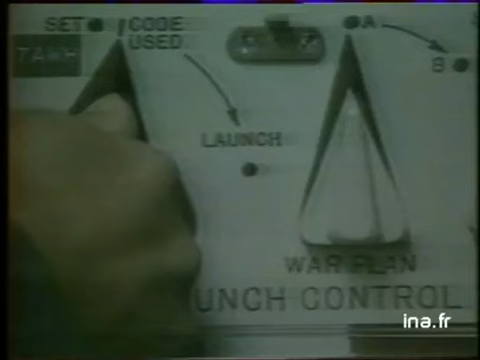 SET CODE A
USED
B
LAUNCH
WAR PLAN
UNCH CONTROL
ina.fr